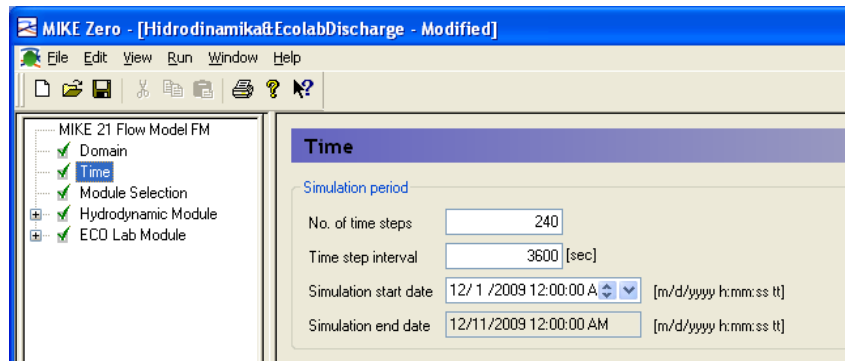 MIKE Zero - [Hidrodinamika&EcolabDischarge - Modified]
File Edit View Run Window Help
MIKE 21 Flow Model FM
Domain
Time
Module Selection
Hydrodynamic Module
ECO Lab Module
Time
Simulation period
No. of time steps 240
Time step interval 3600 [sec]
Simulation start date 12/ 1 /2009 12:00:00 A [m/d/yyyy h:mm:ss tt]
Simulation end date 12/11/2009 12:00:00 AM [m/d/yyyy h:mm:ss tt]